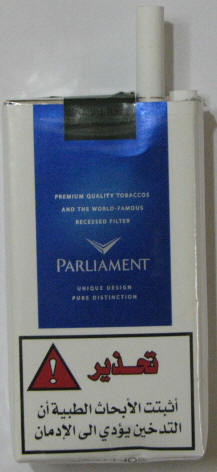 PREMIUM QUALITY TOBACCOS
AND THE WORLD-FAMOUS
RECESSED FILTER
PARLIAMENT
UNIQUE DESIGN
PURE DISTINCTION
تحذير
أثبتت الأبحاث الطبية أن
التدخين يؤدي الى الإدمان